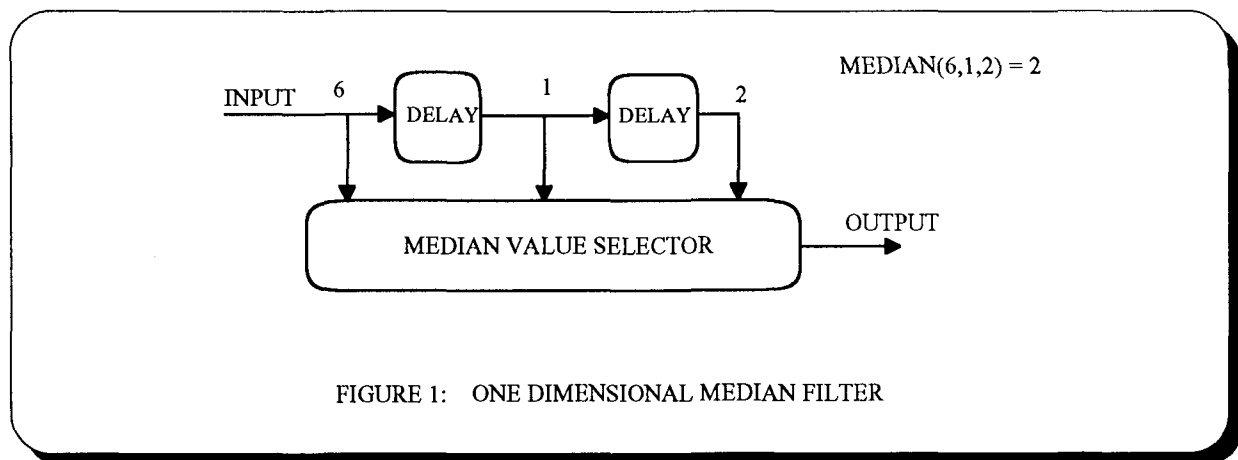 MEDIAN(6,1,2) = 2
INPUT 6 1 2
DELAY DELAY
MEDIAN VALUE SELECTOR
OUTPUT
FIGURE 1: ONE DIMENSIONAL MEDIAN FILTER